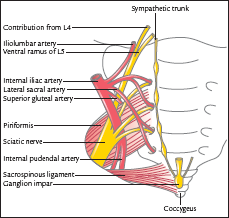 Sympathetic trunk
Contribution from L4
Iliolumbar artery
Ventral ramus of L5
Internal iliac artery
Lateral sacral artery
Superior gluteal artery
Piriformis
Sciatic nerve
Internal pudendal artery
Sacrospinous ligament
Ganglion impar
Coccygeus